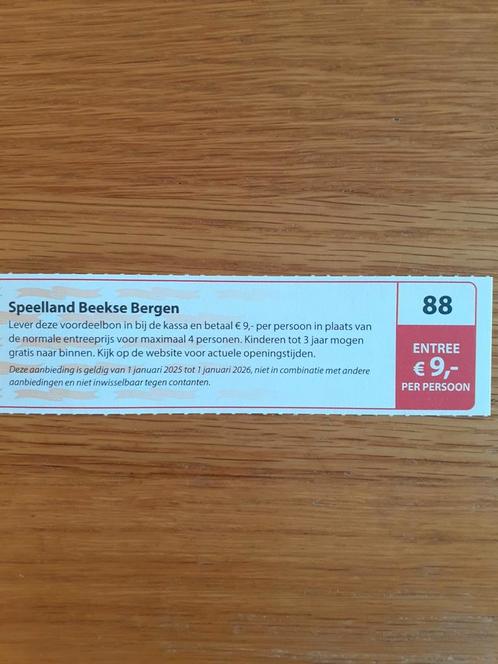 Speelland Beekse Bergen
Lever deze voordeelbon in bij de kassa en betaal € 9,- per persoon in plaats van
de normale entreeprijs voor maximaal 4 personen. Kinderen tot 3 jaar mogen
gratis naar binnen. Kijk op de website voor actuele openingstijden.
Deze aanbieding is geldig van 1 januari 2025 tot 1 januari 2026, niet in combinatie met andere
aanbiedingen en niet inwisselbaar tegen contanten.
88
ENTREE
€ 9,-
PER PERSOON